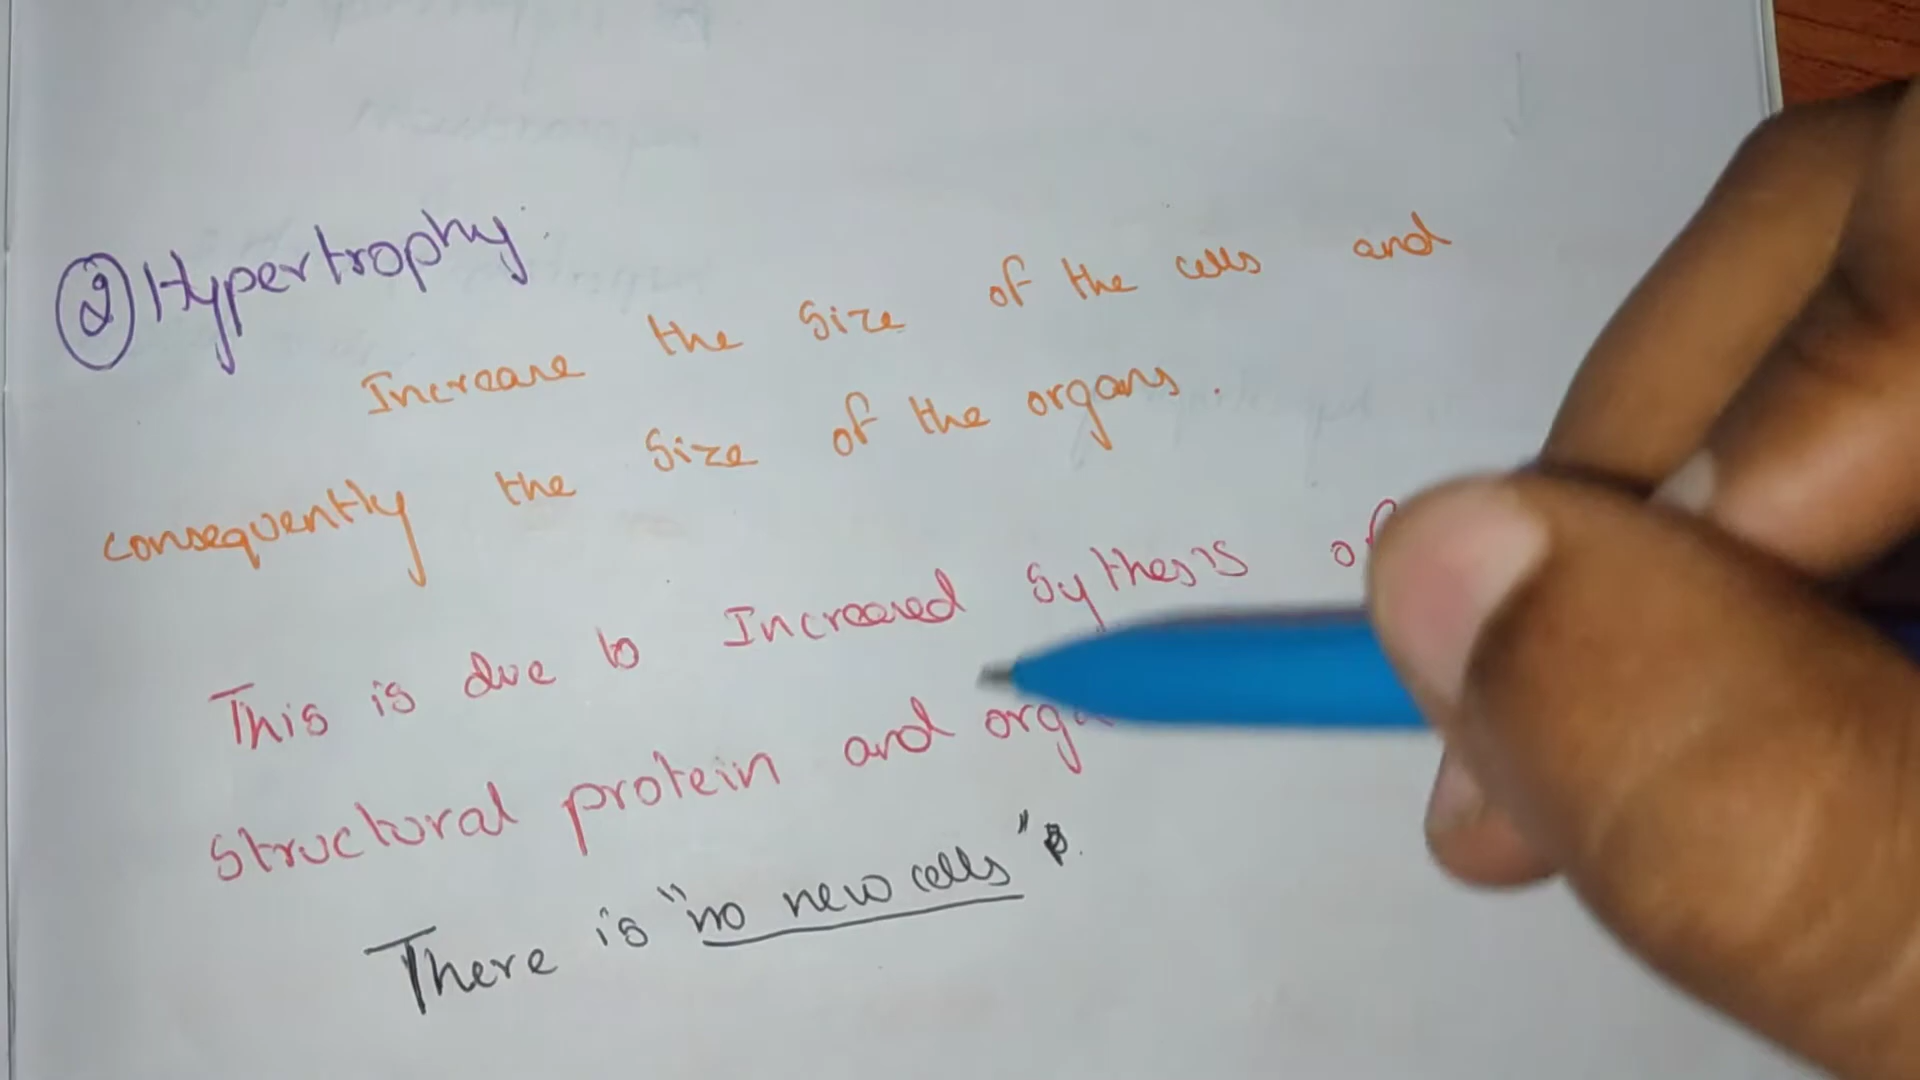 ② Hypertrophy
Increase the size of the cells and
consequently the size of the organs.
This is due to Increased Sythesis of
Structural protein and
There is "no new cells"